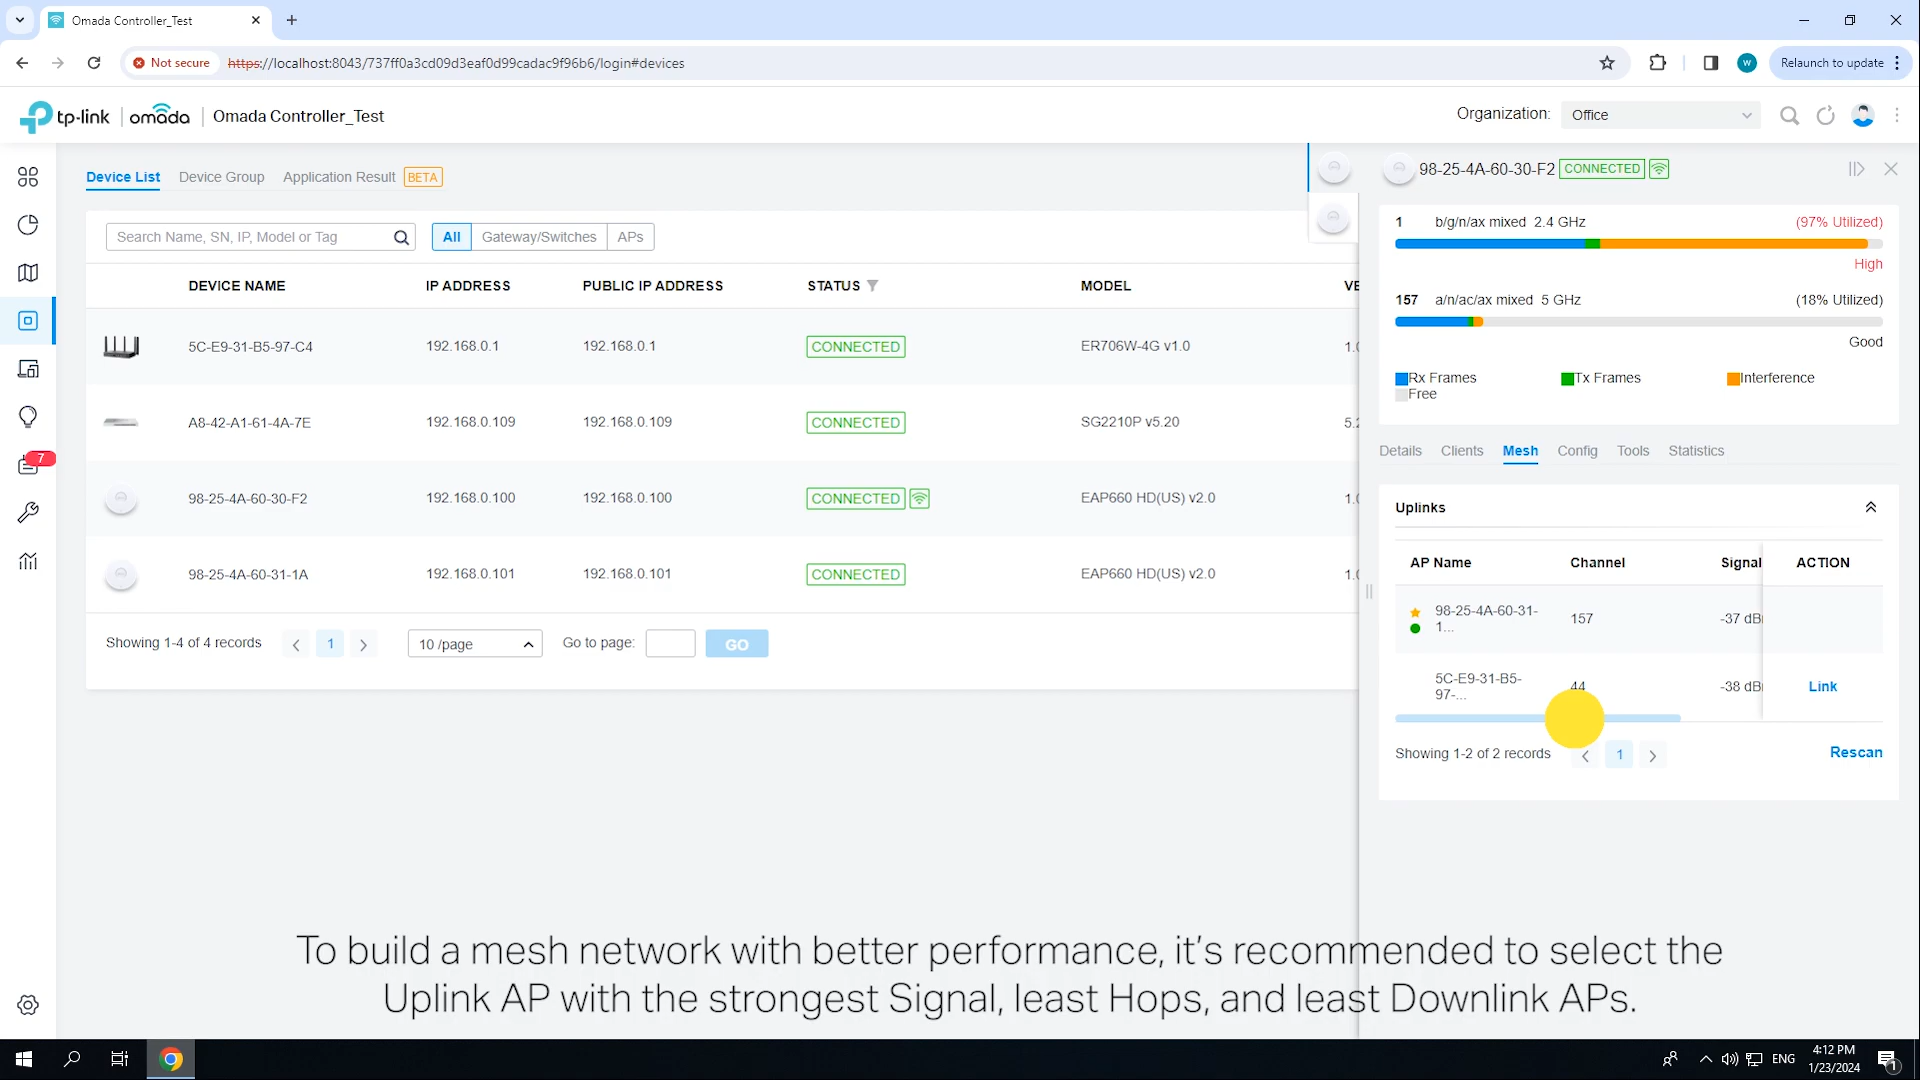 Omada Controller_Test
Not secure
https://localhost:8043/737ff0a3cd09d3eaf0d99cadac9f96b6/login#devices
W
Relaunch to update
tp-link
omada
Omada Controller_Test
Organization:
Office
Device List
Device Group
Application Result
BETA
98-25-4A-60-30-F2
CONNECTED
Search Name, SN, IP, Model or Tag
All
Gateway/Switches
APs
1
b/g/n/ax mixed 2.4 GHz
(97% Utilized)
High
157
a/n/ac/ax mixed 5 GHz
(18% Utilized)
Good
Rx Frames
Tx Frames
Interference
Free
DEVICE NAME
IP ADDRESS
PUBLIC IP ADDRESS
STATUS
MODEL
VE
5C-E9-31-B5-97-C4
192.168.0.1
192.168.0.1
CONNECTED
ER706W-4G v1.0
1.0
A8-42-A1-61-4A-7E
192.168.0.109
192.168.0.109
CONNECTED
SG2210P v5.20
5.2
98-25-4A-60-30-F2
192.168.0.100
192.168.0.100
CONNECTED
EAP660 HD(US) v2.0
1.0
98-25-4A-60-31-1A
192.168.0.101
192.168.0.101
CONNECTED
EAP660 HD(US) v2.0
1.0
7
Showing 1-4 of 4 records
1
10 /page
Go to page:
GO
Details
Clients
Mesh
Config
Tools
Statistics
Uplinks
AP Name
Channel
Signal
ACTION
98-25-4A-60-31-
1...
157
-37 dB
5C-E9-31-B5-
97-...
44
-38 dB
Link
Showing 1-2 of 2 records
1
Rescan
To build a mesh network with better performance, it's recommended to select the
Uplink AP with the strongest Signal, least Hops, and least Downlink APs.
ENG
4:12 PM
1/23/2024
1